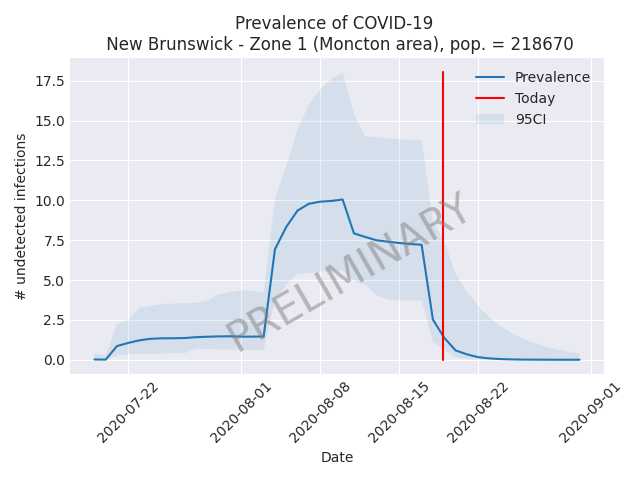 Prevalence of COVID-19
New Brunswick - Zone 1 (Moncton area), pop. = 218670
# undetected infections
17.5
15.0
12.5
10.0
7.5
5.0
2.5
0.0
Prevalence
Today
95CI
PRELIMINARY
2020-07-22
2020-08-01
2020-08-08
2020-08-15
2020-08-22
2020-09-01
Date